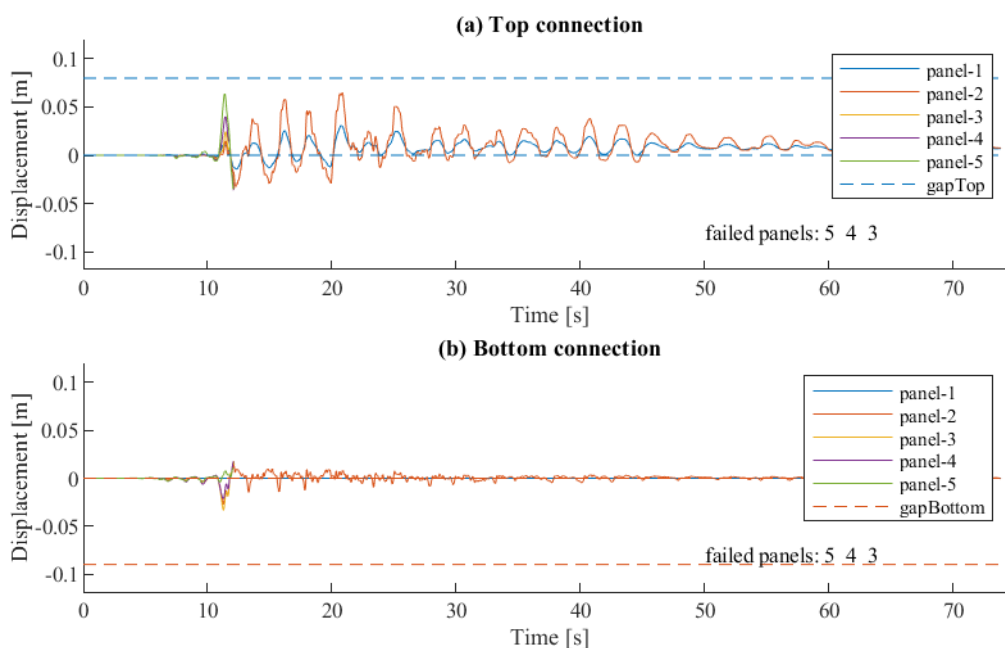 (a) Top connection
0.1
0.05
0
-0.05
-0.1
Displacement [m]
panel-1
panel-2
panel-3
panel-4
panel-5
gapTop
failed panels: 5 4 3
0 10 20 30 40 50 60 70
Time [s]
(b) Bottom connection
0.1
0.05
0
-0.05
-0.1
Displacement [m]
panel-1
panel-2
panel-3
panel-4
panel-5
gapBottom
failed panels: 5 4 3
0 10 20 30 40 50 60 70
Time [s]